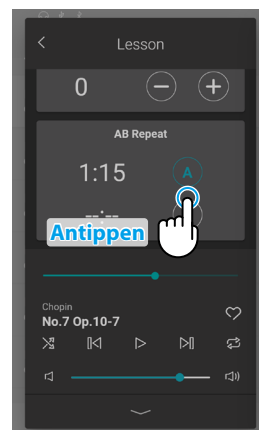 Lesson
0
AB Repeat
1:15 A
--:--
Antippen
Chopin
No.7 Op.10-7